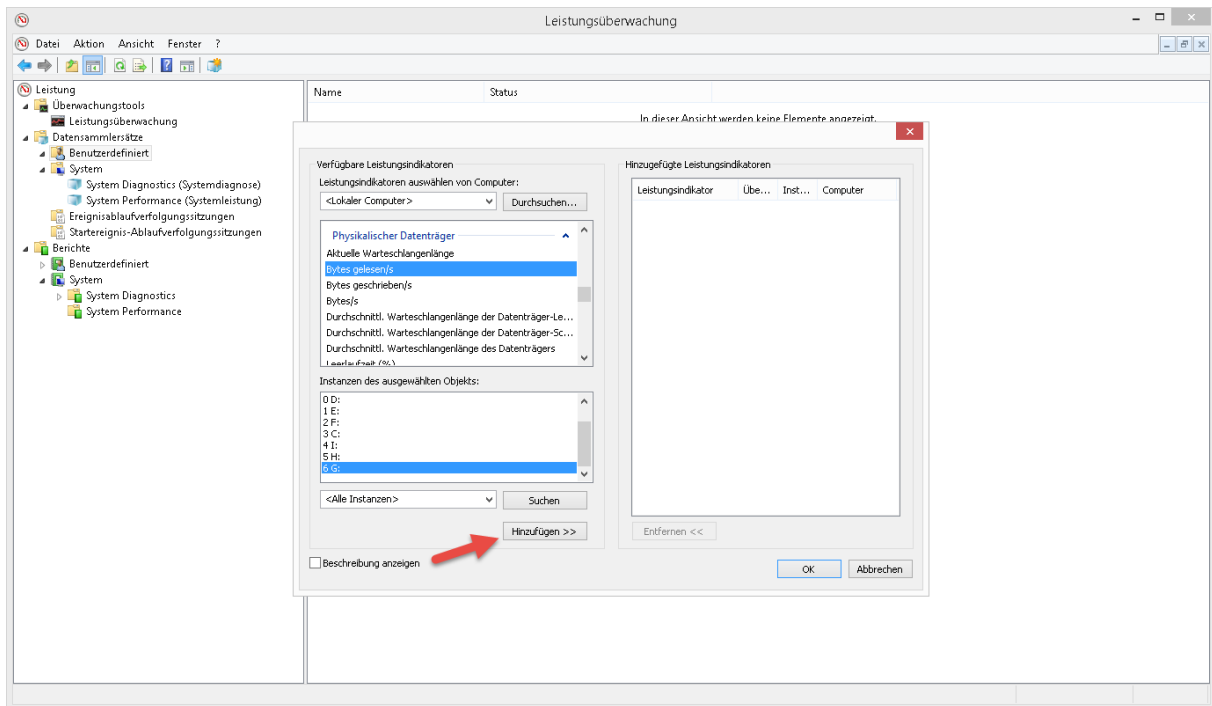 Leistungsüberwachung
Datei Aktion Ansicht Fenster ?
Leistung
Überwachungstools
Leistungsüberwachung
Datensammlersätze
Benutzerdefiniert
System
System Diagnostics (Systemdiagnose)
System Performance (Systemleistung)
Ereignisablaufverfolgungssitzungen
Startereignis-Ablaufverfolgungssitzungen
Berichte
Benutzerdefiniert
System
System Diagnostics
System Performance
Name Status
In dieser Ansicht werden keine Elemente angezeigt.
Verfügbare Leistungsindikatoren
Leistungsindikatoren auswählen von Computer:
<Lokaler Computer> Durchsuchen...
Physikalischer Datenträger
Aktuelle Warteschlangenlänge
Bytes gelesen/s
Bytes geschrieben/s
Bytes/s
Durchschnittl. Warteschlangenlänge der Datenträger-Le...
Durchschnittl. Warteschlangenlänge der Datenträger-Sc...
Durchschnittl. Warteschlangenlänge des Datenträgers
Leerlaufzeit (%)
Instanzen des ausgewählten Objekts:
0 D:
1 E:
2 F:
3 C:
4 I:
5 H:
6 G:
<Alle Instanzen> Suchen
Hinzufügen >>
Beschreibung anzeigen
Hinzugefügte Leistungsindikatoren
Leistungsindikator Übe... Inst... Computer
Entfernen <<
OK Abbrechen